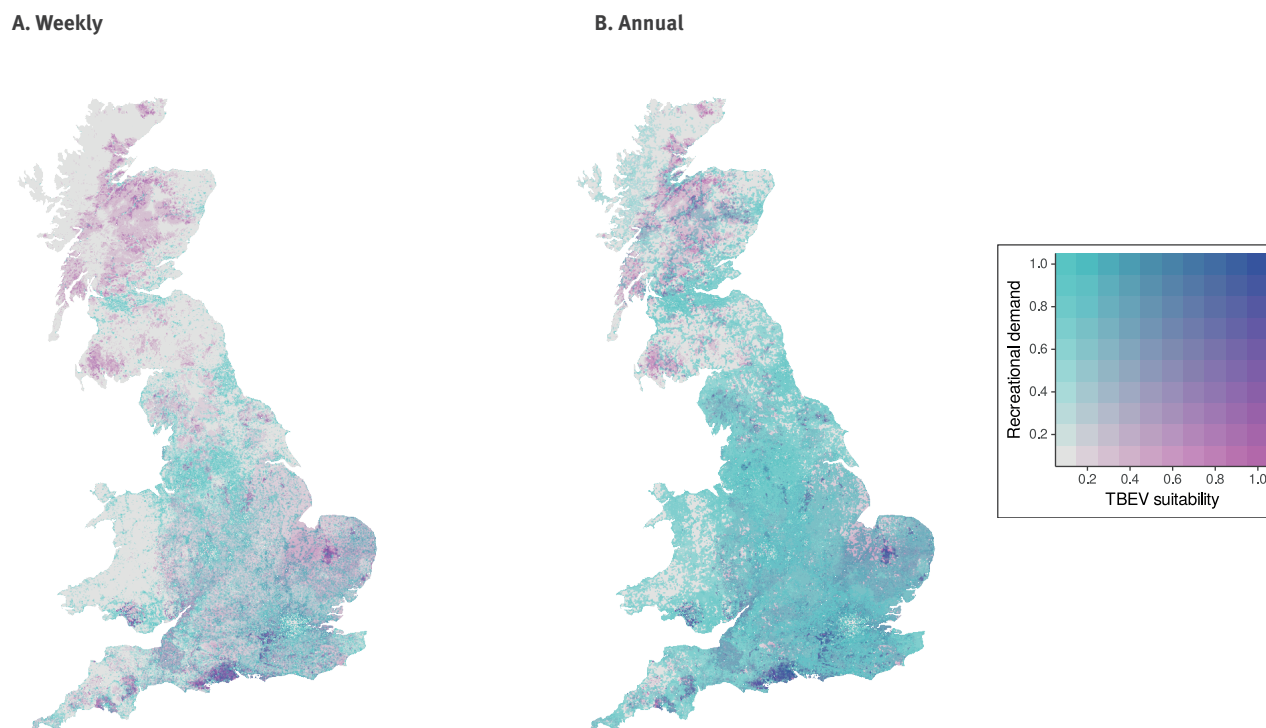 A. Weekly
B. Annual
Recreational demand
1.0
0.8
0.6
0.4
0.2
0.2 0.4 0.6 0.8 1.0
TBEV suitability